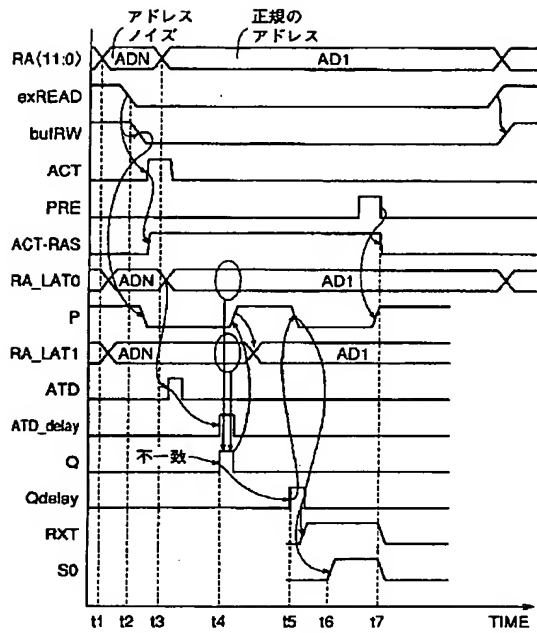 アドレス
ノイズ
正規の
アドレス
RA(11:0) ADN AD1
exREAD
bufRW
ACT
PRE
ACT-RAS
RA_LAT0 ADN AD1
P
RA_LAT1 ADN AD1
ATD
ATD_delay
Q 不一致
Qdelay
RXT
S0
t1 t2 t3 t4 t5 t6 t7 TIME